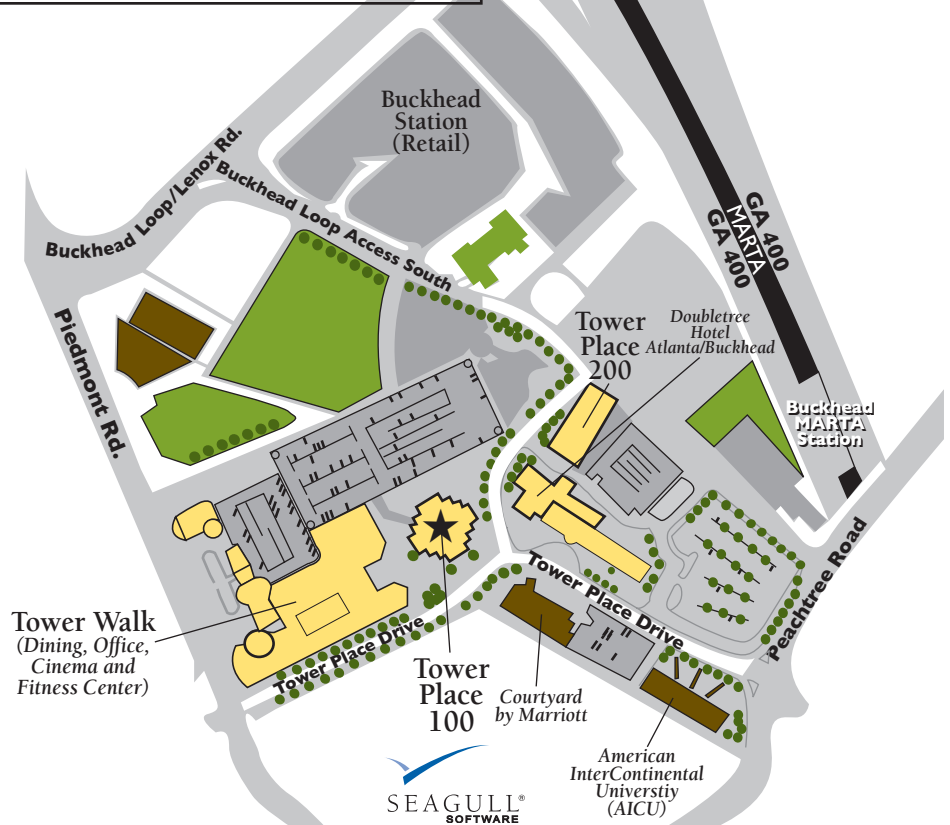 Buckhead
Station
(Retail)
Buckhead Loop/Lenox Rd.
Buckhead Loop Access South
GA 400
MARTA
GA 400
Piedmont Rd.
Tower
Place
200
Doubletree
Hotel
Atlanta/Buckhead
Buckhead
MARTA
Station
Peachtree Road
Tower Place Drive
Tower Walk
(Dining, Office,
Cinema and
Fitness Center)
Tower Place Drive
Tower
Place
100
Courtyard
by Marriott
American
InterContinental
Universtiy
(AICU)
SEAGULL®
SOFTWARE